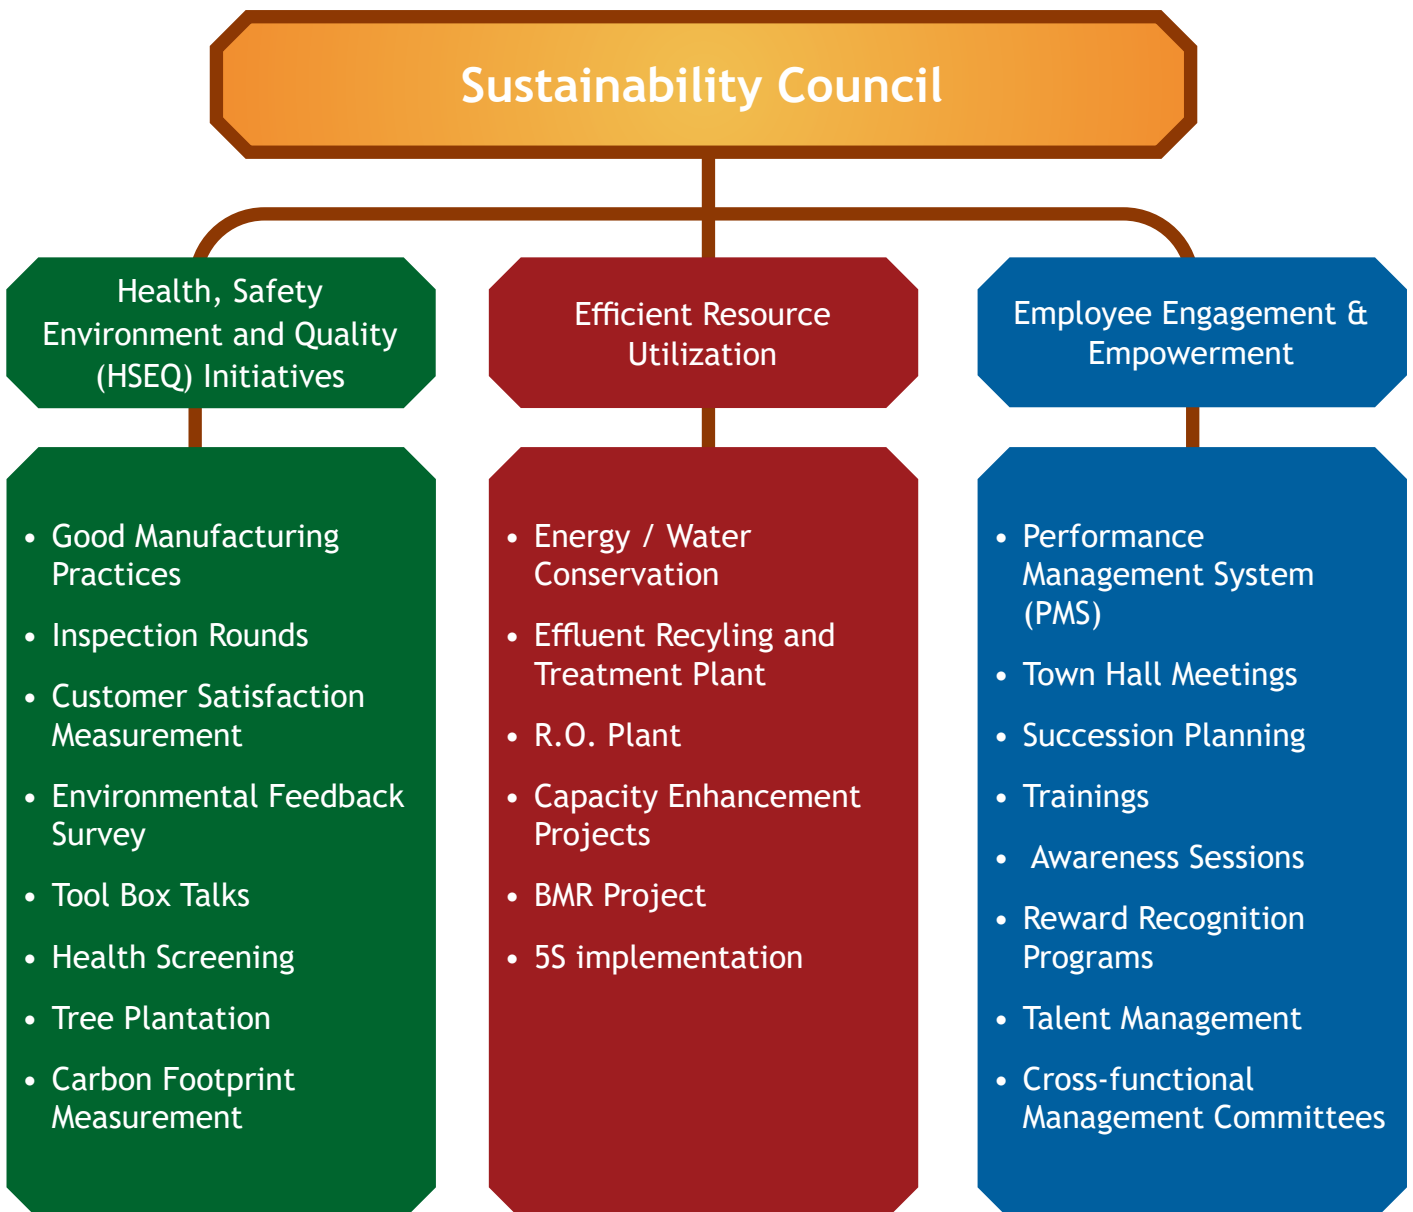 Sustainability Council
Health, Safety
Environment and Quality
(HSEQ) Initiatives
• Good Manufacturing
Practices
• Inspection Rounds
• Customer Satisfaction
Measurement
• Environmental Feedback
Survey
• Tool Box Talks
• Health Screening
• Tree Plantation
• Carbon Footprint
Measurement
Efficient Resource
Utilization
• Energy / Water
Conservation
• Effluent Recyling and
Treatment Plant
• R.O. Plant
• Capacity Enhancement
Projects
• BMR Project
• 5S implementation
Employee Engagement &
Empowerment
• Performance
Management System
(PMS)
• Town Hall Meetings
• Succession Planning
• Trainings
• Awareness Sessions
• Reward Recognition
Programs
• Talent Management
• Cross-functional
Management Committees